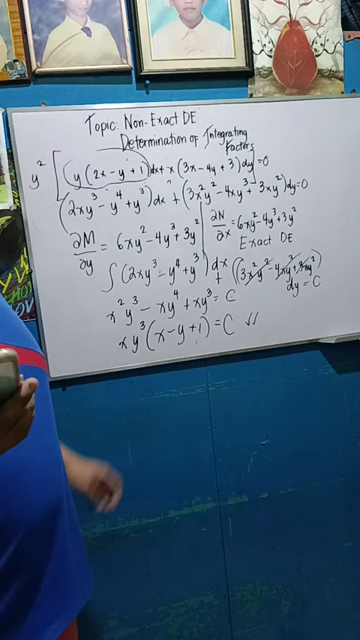 Topic: Non-Exact DE
Determination of Integrating
Factors
y² [ y(2x-y+1)dx + x(3x-4y+3)dy = 0
(2xy³-y⁴+y³)dx + (3x²y²-4xy³+3xy²)dy=0
∂M/∂y = 6xy²-4y³+3y² | ∂N/∂x = 6xy²-4y³+3y²
Exact DE
∫(2xy³-y⁴+y³)dx + (3x²y²-4xy³+3xy²)dy = C
x²y³ - xy⁴ + xy³ = C
xy³(x-y+1) = C